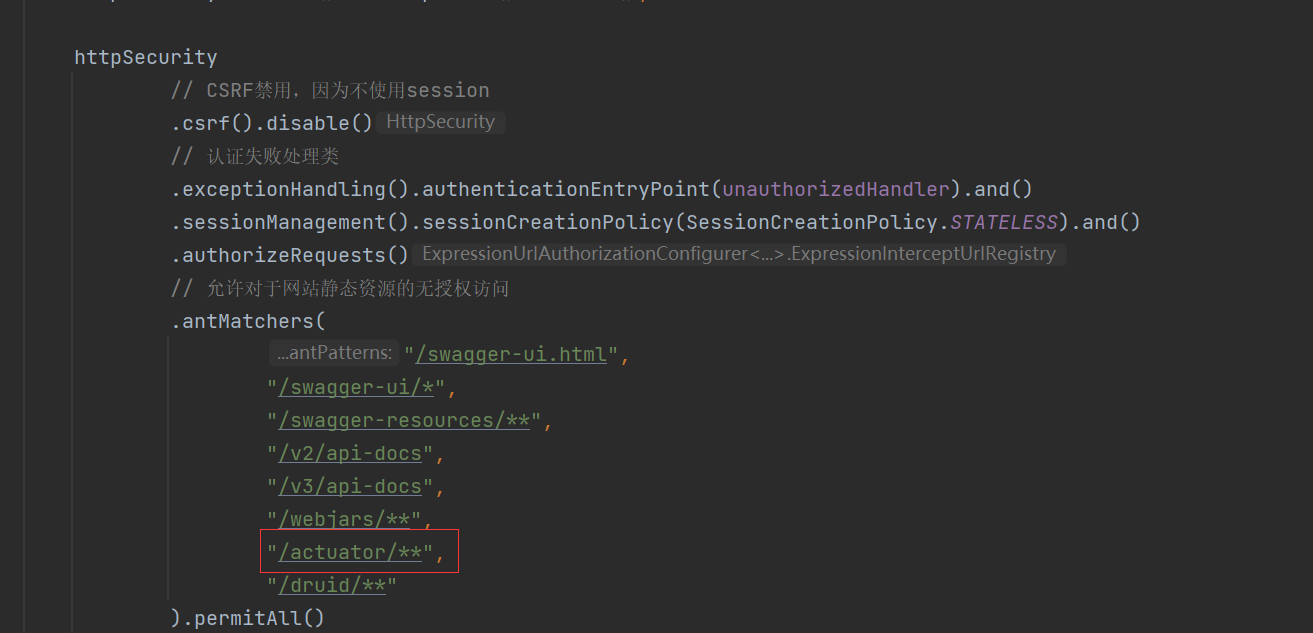 httpSecurity
// CSRF禁用，因为不使用session
.csrf().disable() HttpSecurity
// 认证失败处理类
.exceptionHandling().authenticationEntryPoint(unauthorizedHandler).and()
.sessionManagement().sessionCreationPolicy(SessionCreationPolicy.STATELESS).and()
.authorizeRequests() ExpressionUrlAuthorizationConfigurer<...>.ExpressionInterceptUrlRegistry
// 允许对于网站静态资源的无授权访问
.antMatchers(
...antPatterns: "/swagger-ui.html",
"/swagger-ui/*",
"/swagger-resources/**",
"/v2/api-docs",
"/v3/api-docs",
"/webjars/**",
"/actuator/**",
"/druid/**"
).permitAll()